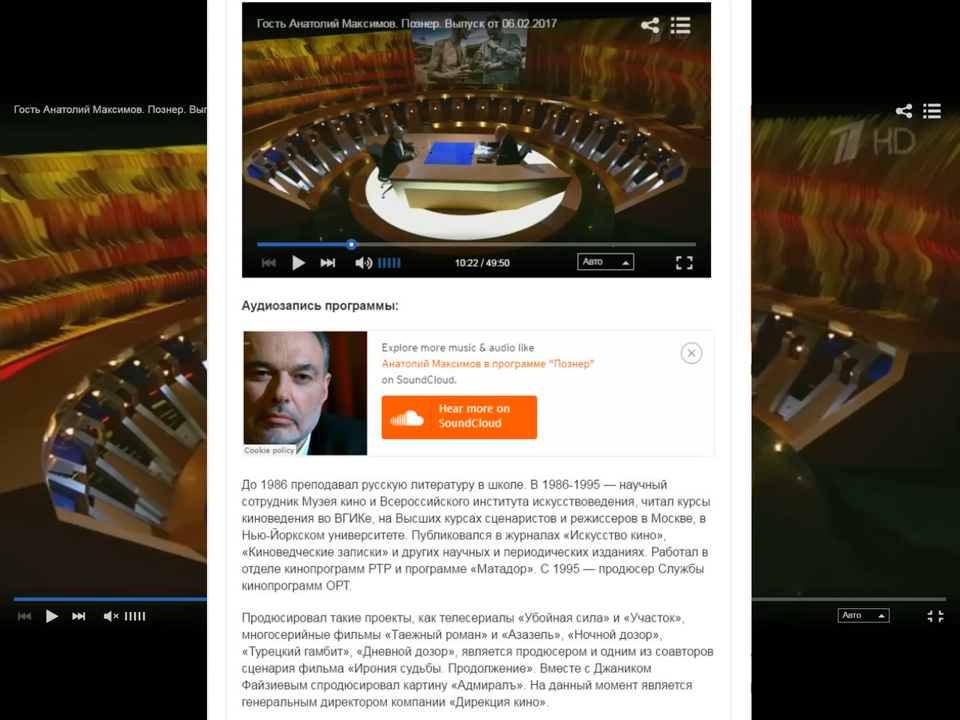 Гость Анатолий Максимов. Познер. Выпуск от 06.02.2017
Гость Анатолий Максимов. Познер. Вып
HD
10:22 / 49:50
Авто
Аудиозапись программы:
Explore more music & audio like
Анатолий Максимов в программе "Познер"
on SoundCloud.
Hear more on
SoundCloud
Cookie policy
До 1986 преподавал русскую литературу в школе. В 1986-1995 — научный
сотрудник Музея кино и Всероссийского института искусствоведения, читал курсы
киноведения во ВГИКе, на Высших курсах сценаристов и режиссеров в Москве, в
Нью-Йоркском университете. Публиковался в журналах «Искусство кино»,
«Киноведческие записки» и других научных и периодических изданиях. Работал в
отделе кинопрограмм РТР и программе «Матадор». С 1995 — продюсер Службы
кинопрограмм ОРТ.
Авто
Продюсировал такие проекты, как телесериалы «Убойная сила» и «Участок»,
многосерийные фильмы «Таежный роман» и «Азазель», «Ночной дозор»,
«Турецкий гамбит», «Дневной дозор», является продюсером и одним из соавторов
сценария фильма «Ирония судьбы. Продолжение». Вместе с Джаником
Файзиевым спродюсировал картину «Адмиралъ». На данный момент является
генеральным директором компании «Дирекция кино».